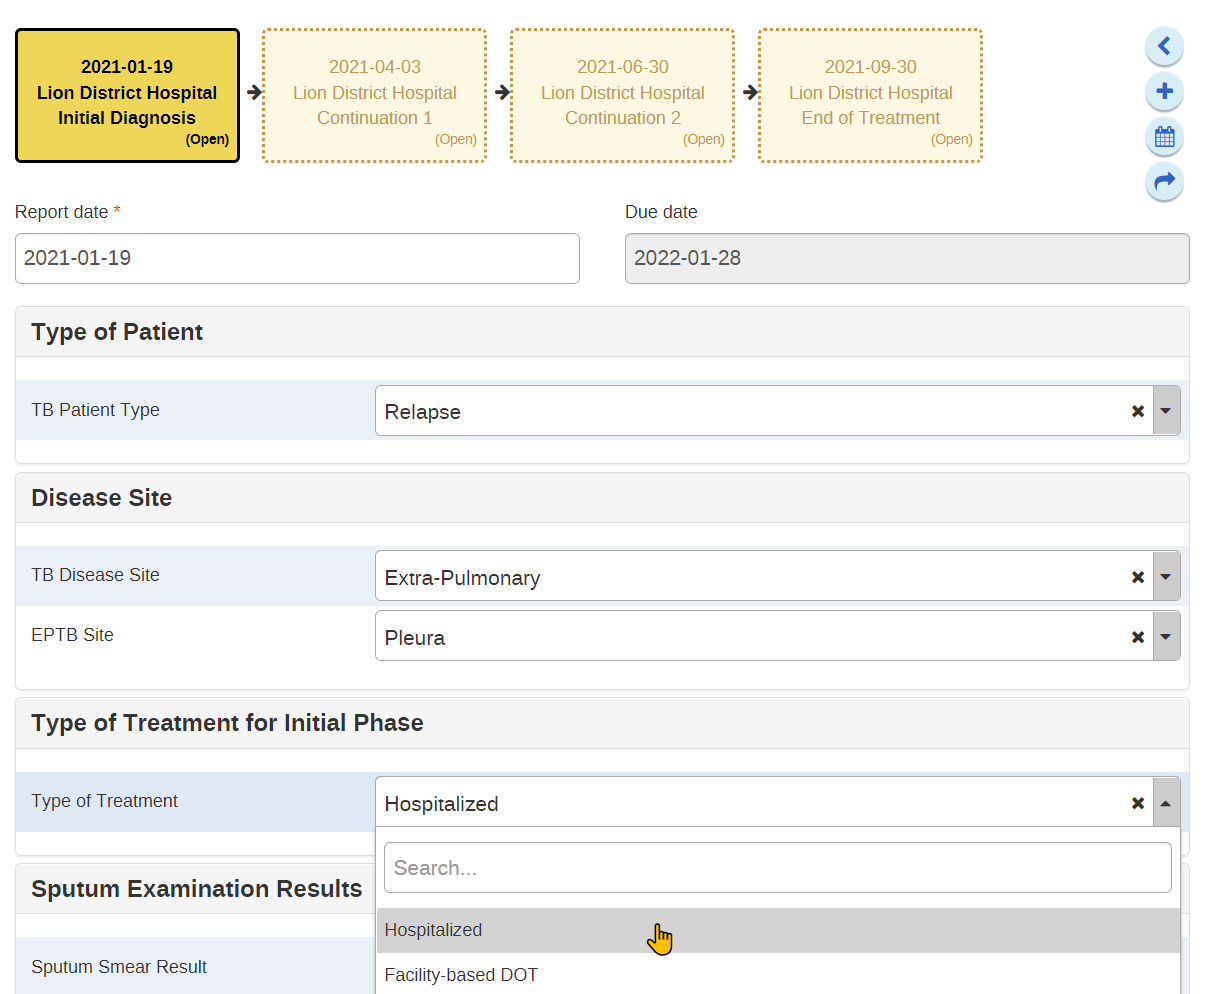 2021-01-19
Lion District Hospital
Initial Diagnosis
(Open)
2021-04-03
Lion District Hospital
Continuation 1
(Open)
2021-06-30
Lion District Hospital
Continuation 2
(Open)
2021-09-30
Lion District Hospital
End of Treatment
(Open)
Report date *
Due date
2021-01-19
2022-01-28
Type of Patient
TB Patient Type
Relapse
Disease Site
TB Disease Site
Extra-Pulmonary
EPTB Site
Pleura
Type of Treatment for Initial Phase
Type of Treatment
Hospitalized
Search...
Sputum Examination Results
Hospitalized
Sputum Smear Result
Facility-based DOT